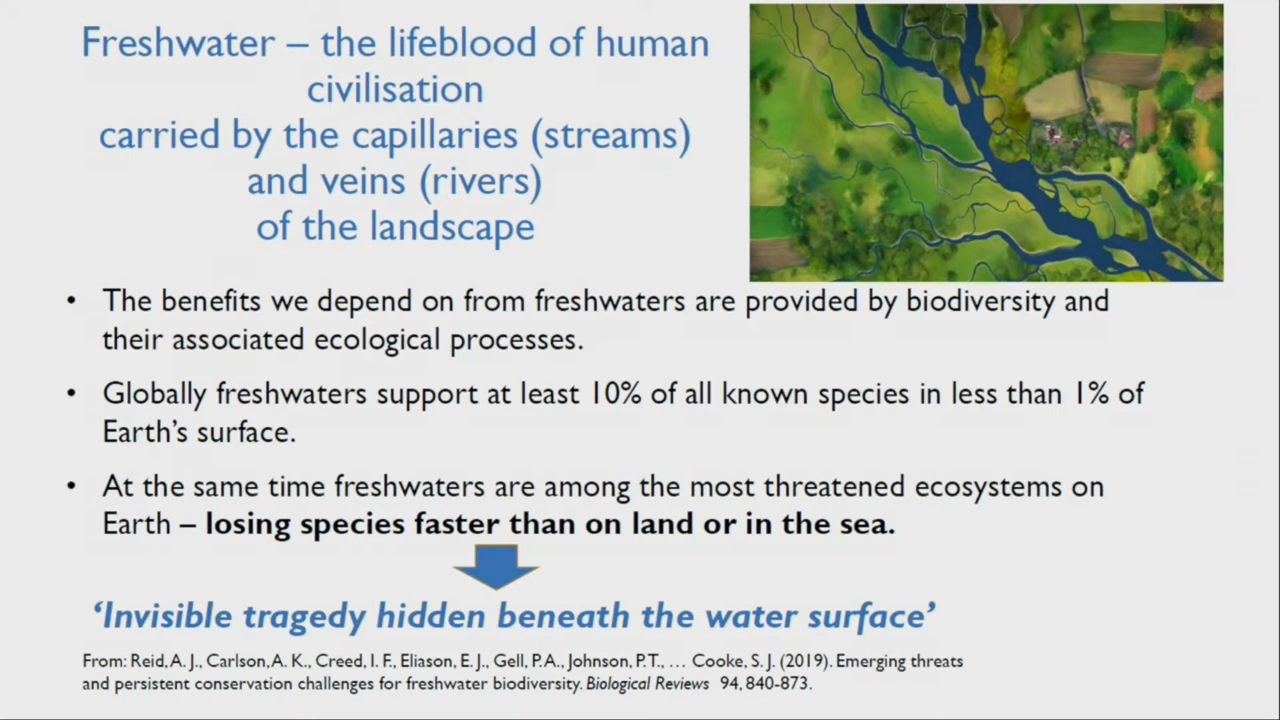 Freshwater – the lifeblood of human
civilisation
carried by the capillaries (streams)
and veins (rivers)
of the landscape
• The benefits we depend on from freshwaters are provided by biodiversity and
their associated ecological processes.
• Globally freshwaters support at least 10% of all known species in less than 1% of
Earth’s surface.
• At the same time freshwaters are among the most threatened ecosystems on
Earth – losing species faster than on land or in the sea.
‘Invisible tragedy hidden beneath the water surface’
From: Reid, A. J., Carlson, A. K., Creed, I. F., Eliason, E. J., Gell, P.A., Johnson, P.T., … Cooke, S. J. (2019). Emerging threats
and persistent conservation challenges for freshwater biodiversity. Biological Reviews 94, 840-873.